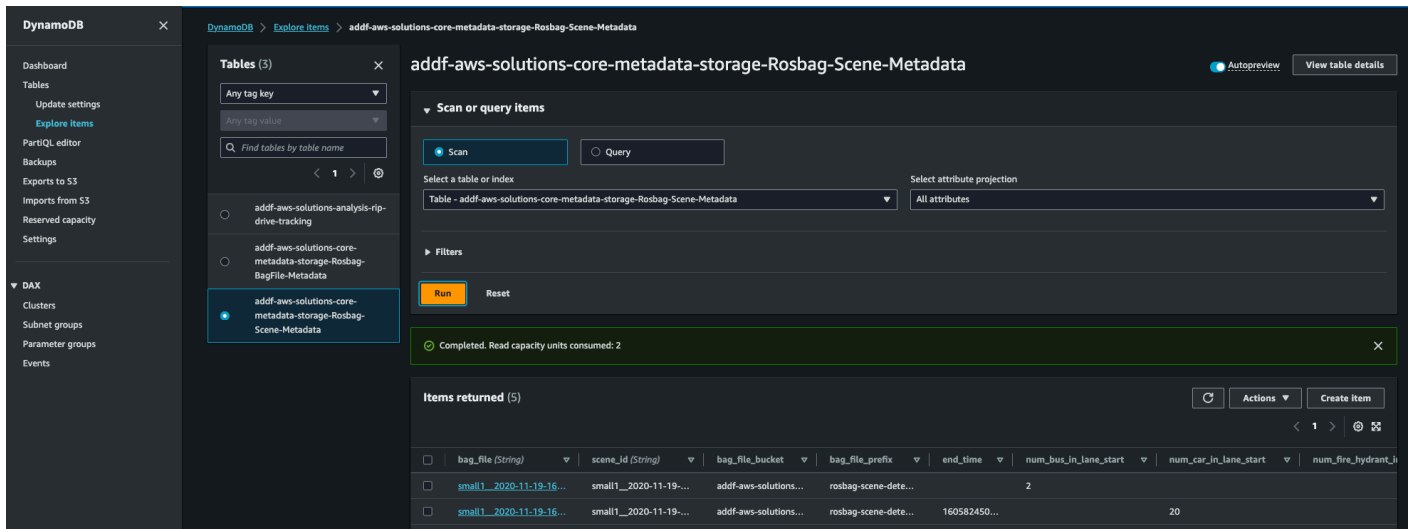 DynamoDB
Dashboard
Tables
Update settings
Explore items
PartiQL editor
Backups
Exports to S3
Imports from S3
Reserved capacity
Settings
DAX
Clusters
Subnet groups
Parameter groups
Events
DynamoDB > Explore items > addf-aws-solutions-core-metadata-storage-Rosbag-Scene-Metadata
Tables (3)
Any tag key
Any tag value
Find tables by table name
< 1 >
addf-aws-solutions-analysis-rip-
drive-tracking
addf-aws-solutions-core-
metadata-storage-Rosbag-
BagFile-Metadata
addf-aws-solutions-core-
metadata-storage-Rosbag-
Scene-Metadata
addf-aws-solutions-core-metadata-storage-Rosbag-Scene-Metadata
Autopreview
View table details
Scan or query items
Scan
Query
Select a table or index
Table - addf-aws-solutions-core-metadata-storage-Rosbag-Scene-Metadata
Select attribute projection
All attributes
Filters
Run Reset
Completed. Read capacity units consumed: 2
Items returned (5)
Actions
Create item
< 1 >
bag_file (String) scene_id (String) bag_file_bucket bag_file_prefix end_time num_bus_in_lane_start num_car_in_lane_start num_fire_hydrant_i
small1__2020-11-19-16... small1__2020-11-19-... addf-aws-solutions... rosbag-scene-dete... 2
small1__2020-11-19-16... small1__2020-11-19-... addf-aws-solutions... rosbag-scene-dete... 160582450... 20